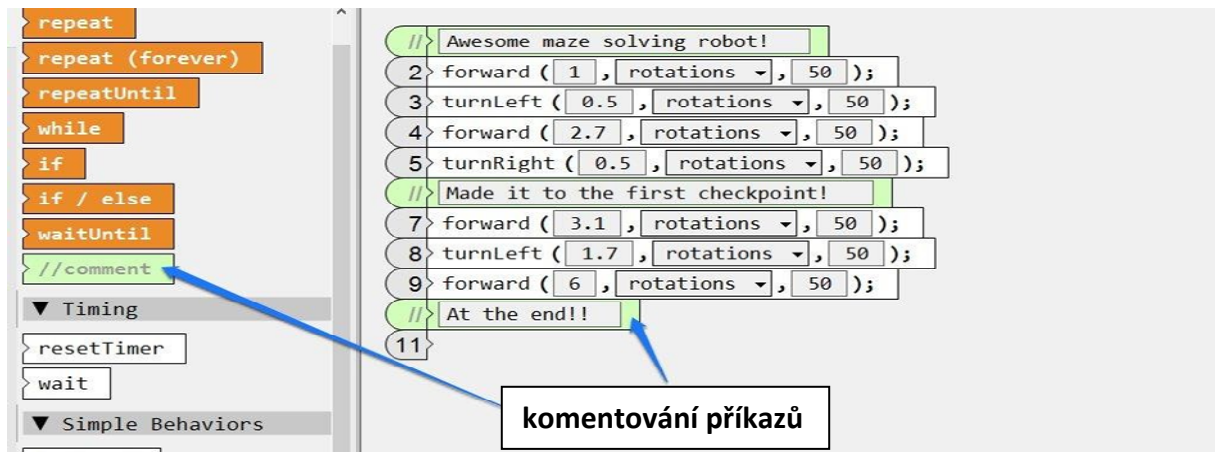 repeat
repeat (forever)
repeatUntil
while
if
if / else
waitUntil
//comment
▼ Timing
resetTimer
wait
▼ Simple Behaviors
// Awesome maze solving robot!
2 forward ( 1 , rotations ▾, 50 );
3 turnLeft ( 0.5 , rotations ▾, 50 );
4 forward ( 2.7 , rotations ▾, 50 );
5 turnRight ( 0.5 , rotations ▾, 50 );
// Made it to the first checkpoint!
7 forward ( 3.1 , rotations ▾, 50 );
8 turnLeft ( 1.7 , rotations ▾, 50 );
9 forward ( 6 , rotations ▾, 50 );
// At the end!!
11
komentování příkazů